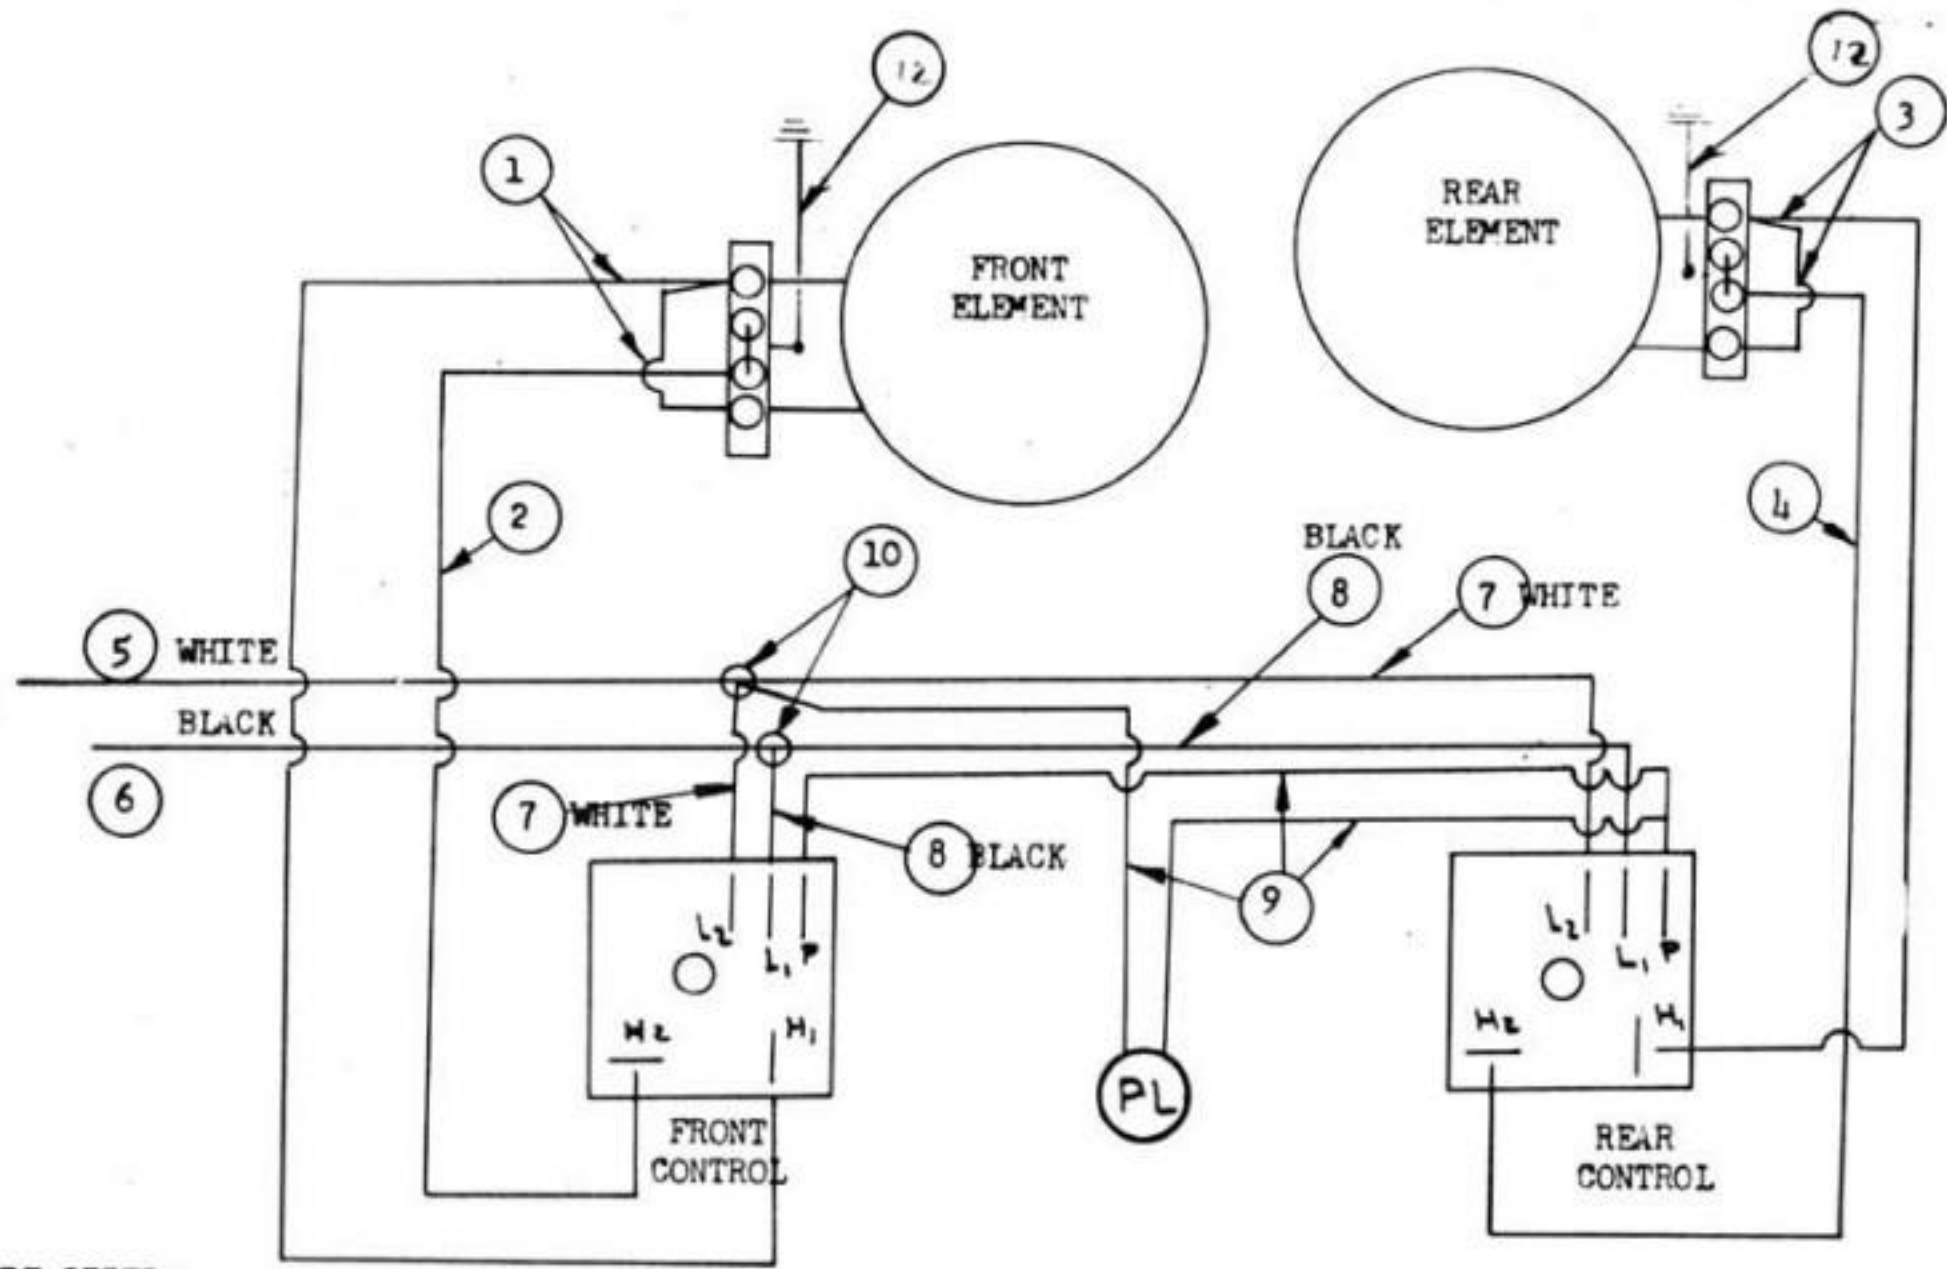 12
12
3
1
REAR
ELEMENT
FRONT
ELEMENT
2
4
10
BLACK
8
7 WHITE
5 WHITE
BLACK
6
7 WHITE
8 BLACK
9
L2
L1 P
H2
H1
L2
L1 P
H2
H1
PL
FRONT
CONTROL
REAR
CONTROL